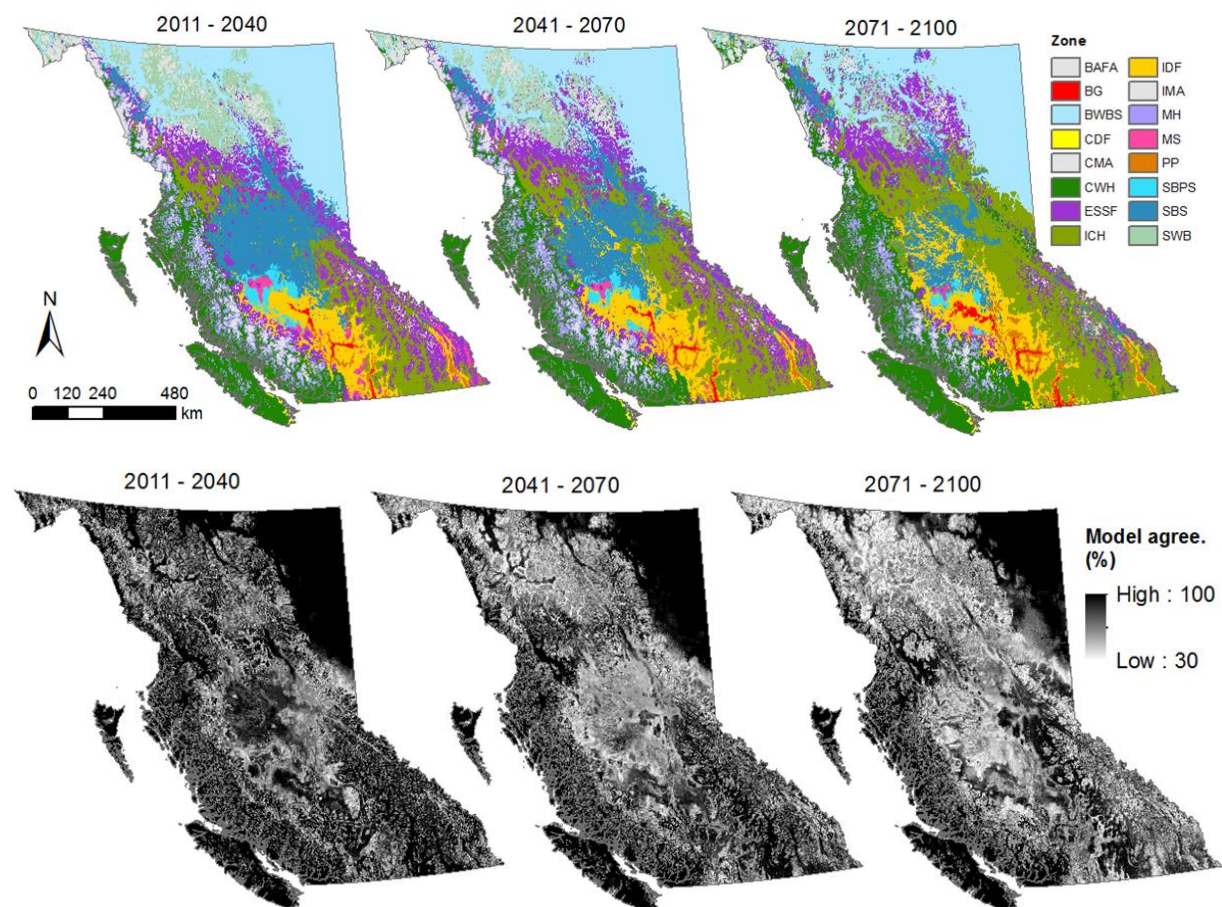 2011 - 2040
2041 - 2070
2071 - 2100
Zone
BAFA IDF
BG IMA
BWBS MH
CDF MS
CMA PP
CWH SBPS
ESSF SBS
ICH SWB
N
0 120 240 480
km
2011 - 2040
2041 - 2070
2071 - 2100
Model agree.
(%)
High : 100
Low : 30